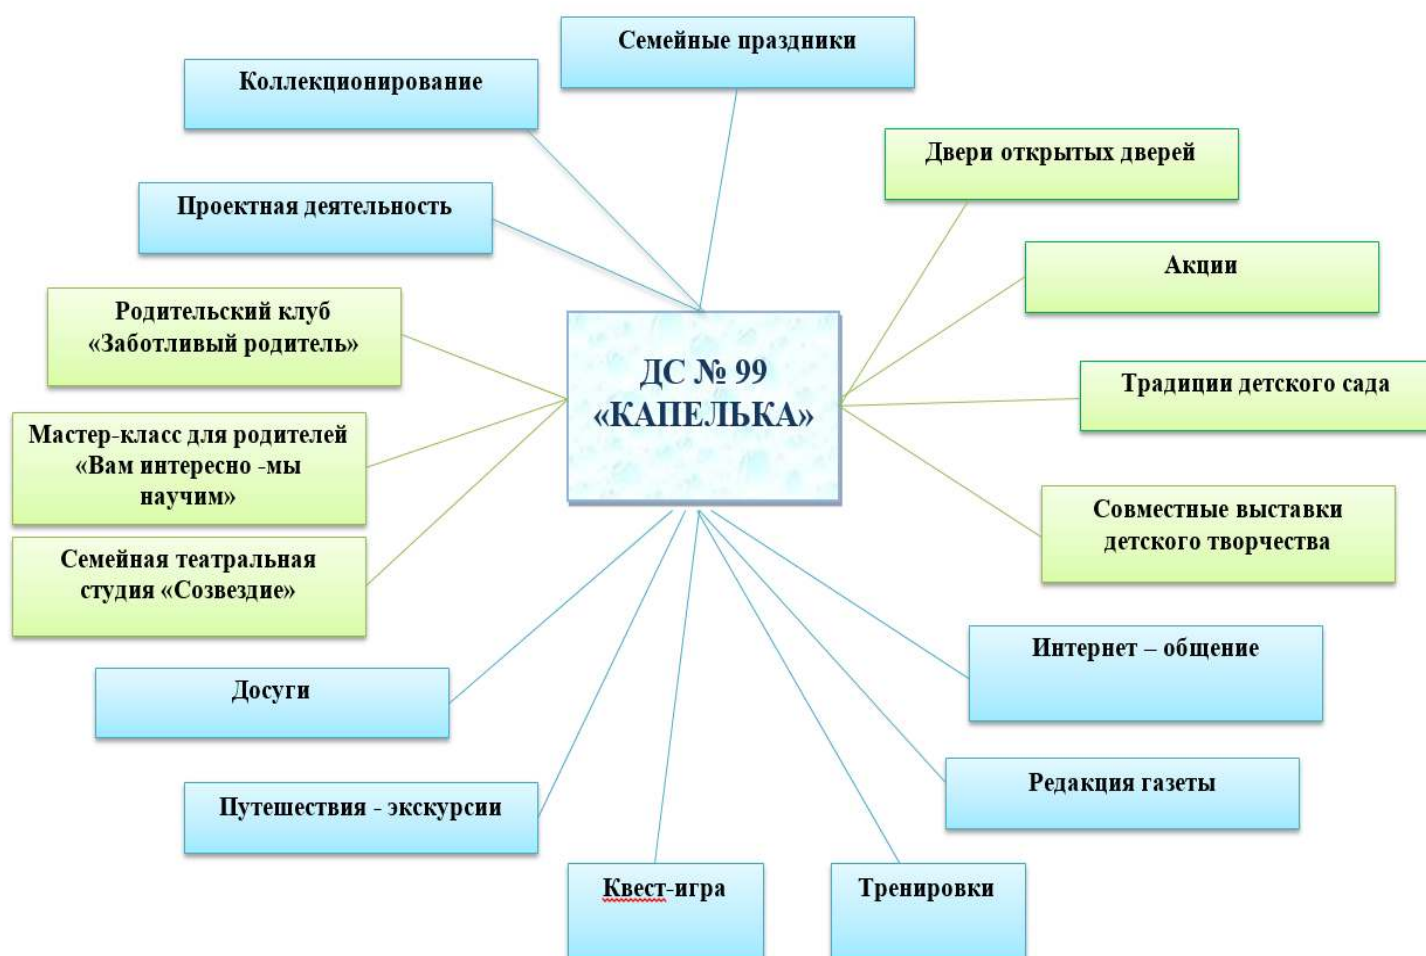 Семейные праздники
Коллекционирование
Двери открытых дверей
Проектная деятельность
Акции
Родительский клуб
«Заботливый родитель»
ДС № 99
«КАПЕЛЬКА»
Традиции детского сада
Мастер-класс для родителей
«Вам интересно -мы
научим»
Совместные выставки
детского творчества
Семейная театральная
студия «Созвездие»
Интернет – общение
Досуги
Редакция газеты
Путешествия - экскурсии
Квест-игра
Тренировки